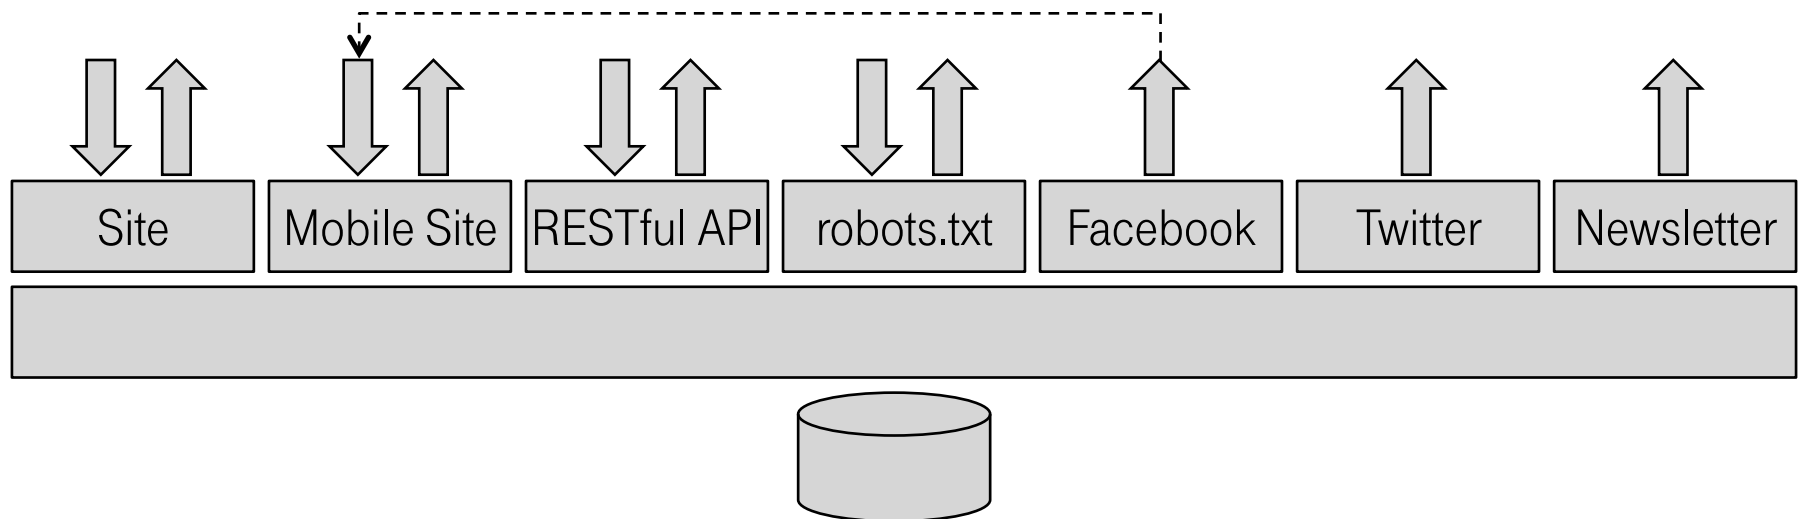 Site
Mobile Site
RESTful API
robots.txt
Facebook
Twitter
Newsletter